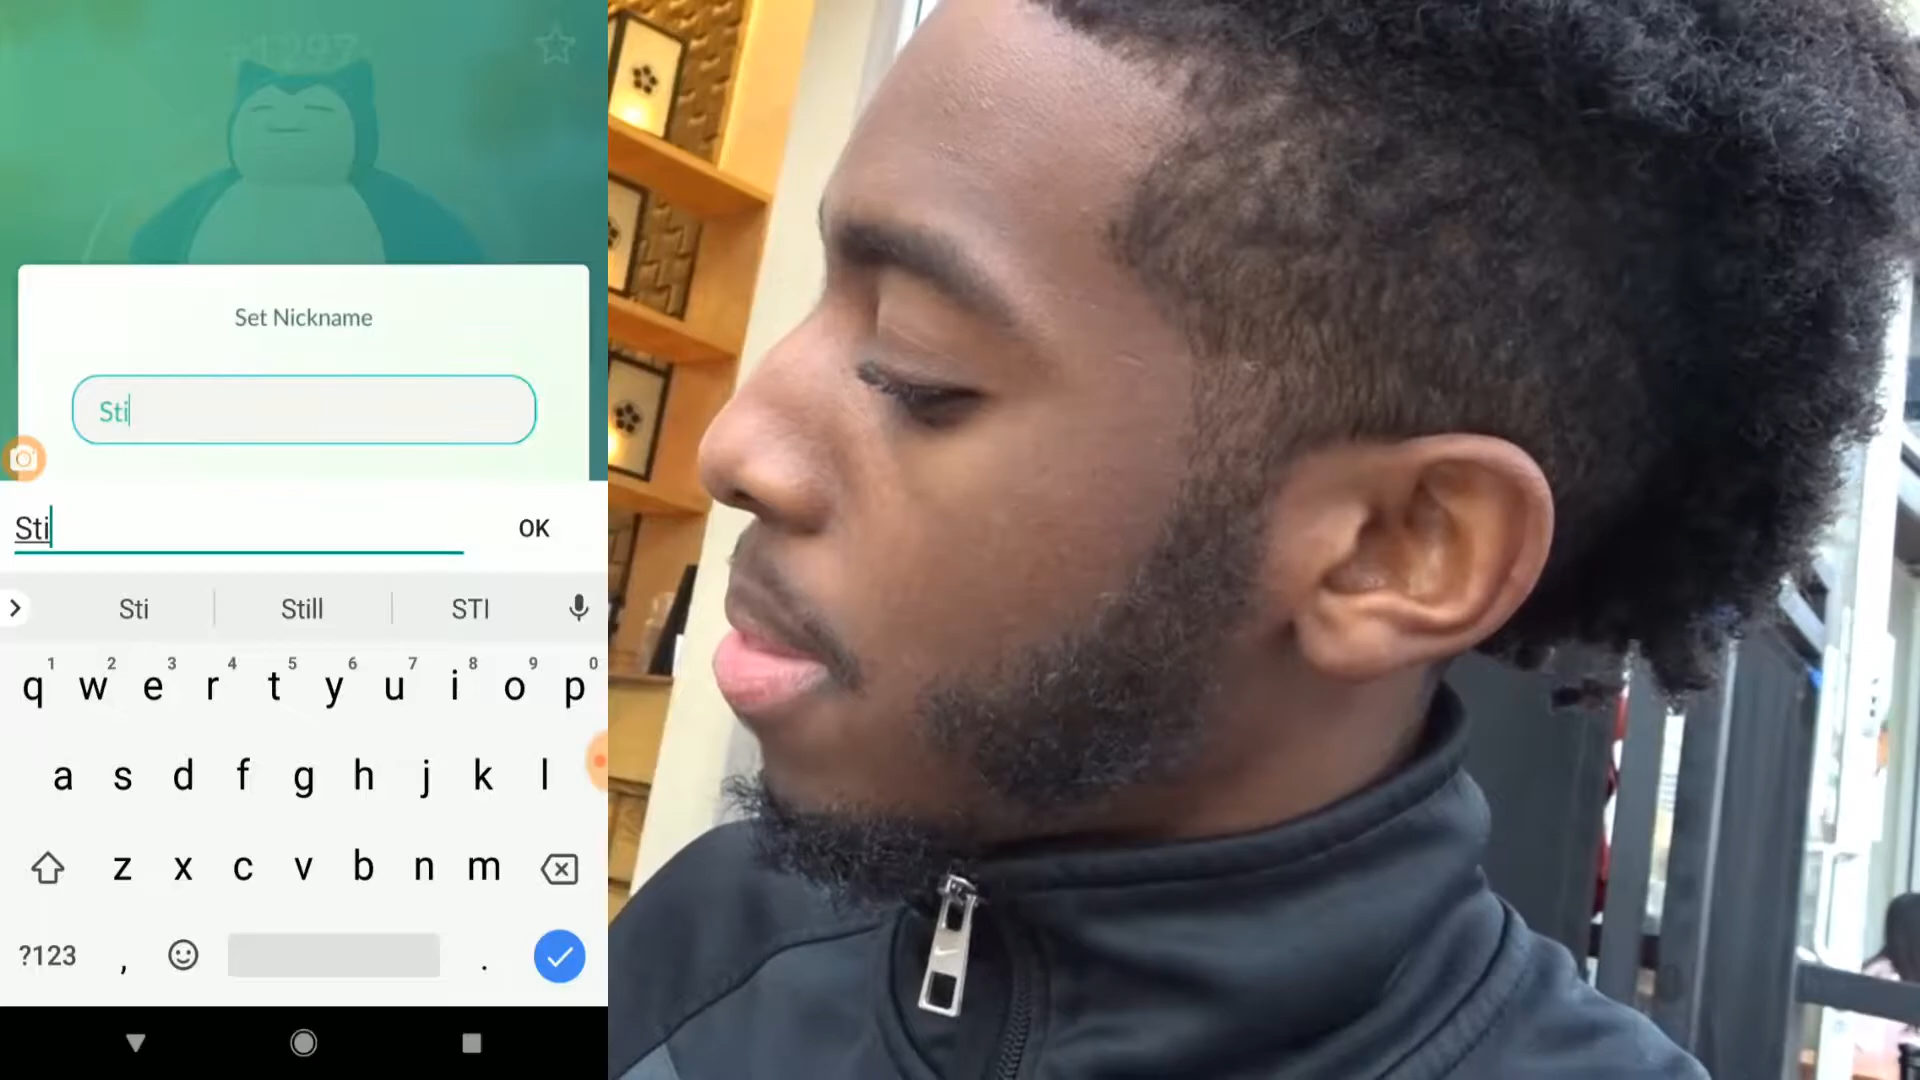 1297
Set Nickname
Sti
Sti
OK
Sti
Still
STI
1 2 3 4 5 6 7 8 9 0
q w e r t y u i o p
a s d f g h j k l
z x c v b n m
?123 , .